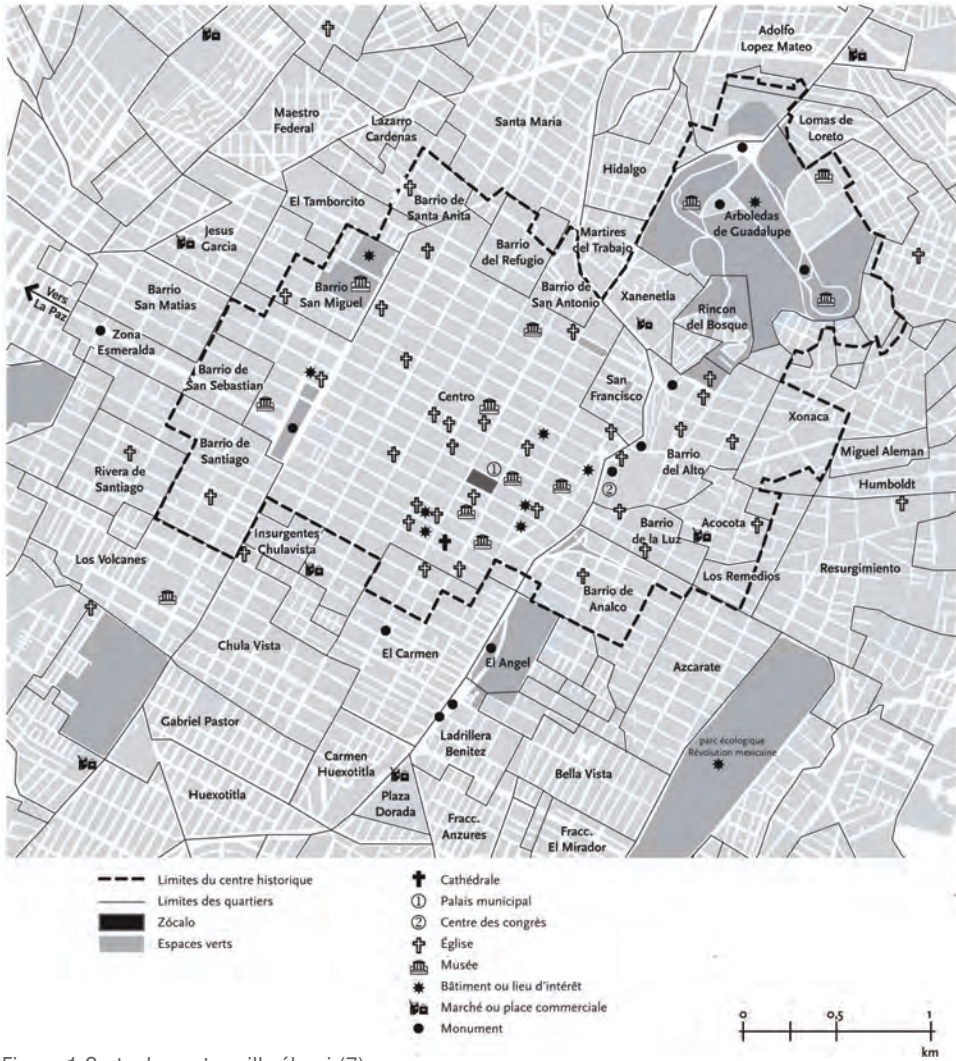 Adolfo
Lopez Mateo
Maestro
Federal
Lazarro
Cardenas
Santa Maria
Lomas de
Loreto
Hidalgo
El Tamborcito
Barrio de
Santa Anita
Arboledas
de Guadalupe
Jesus
Garcia
Barrio
del Refugio
Martires
del Trabajo
Barrio
San Matias
Barrio
San Miguel
Barrio de
San Antonio
Xanenetla
Rincon
del Bosque
Vers
La Paz
Zona
Esmeralda
Barrio de
San Sebastian
Centro
San
Francisco
Xonaca
Barrio de
Santiago
Rivera de
Santiago
①
Barrio
del Alto
Miguel Aleman
Humboldt
②
Insurgentes
Chulavista
Barrio
de la Luz
Acocota
Los Volcanes
Los Remedios
Resurgimiento
Barrio de
Analco
Chula Vista
El Carmen
El Angel
Azcarate
Gabriel Pastor
Ladrillera
Benitez
parc écologique
Révolution mexicaine
Carmen
Huexotitla
Bella Vista
Huexotitla
Plaza
Dorada
Fracc.
Anzures
Fracc.
El Mirador
Limites du centre historique
Limites des quartiers
Zócalo
Espaces verts
Cathédrale
① Palais municipal
② Centre des congrès
Église
Musée
Bâtiment ou lieu d'intérêt
Marché ou place commerciale
Monument
0 0,5 1
km